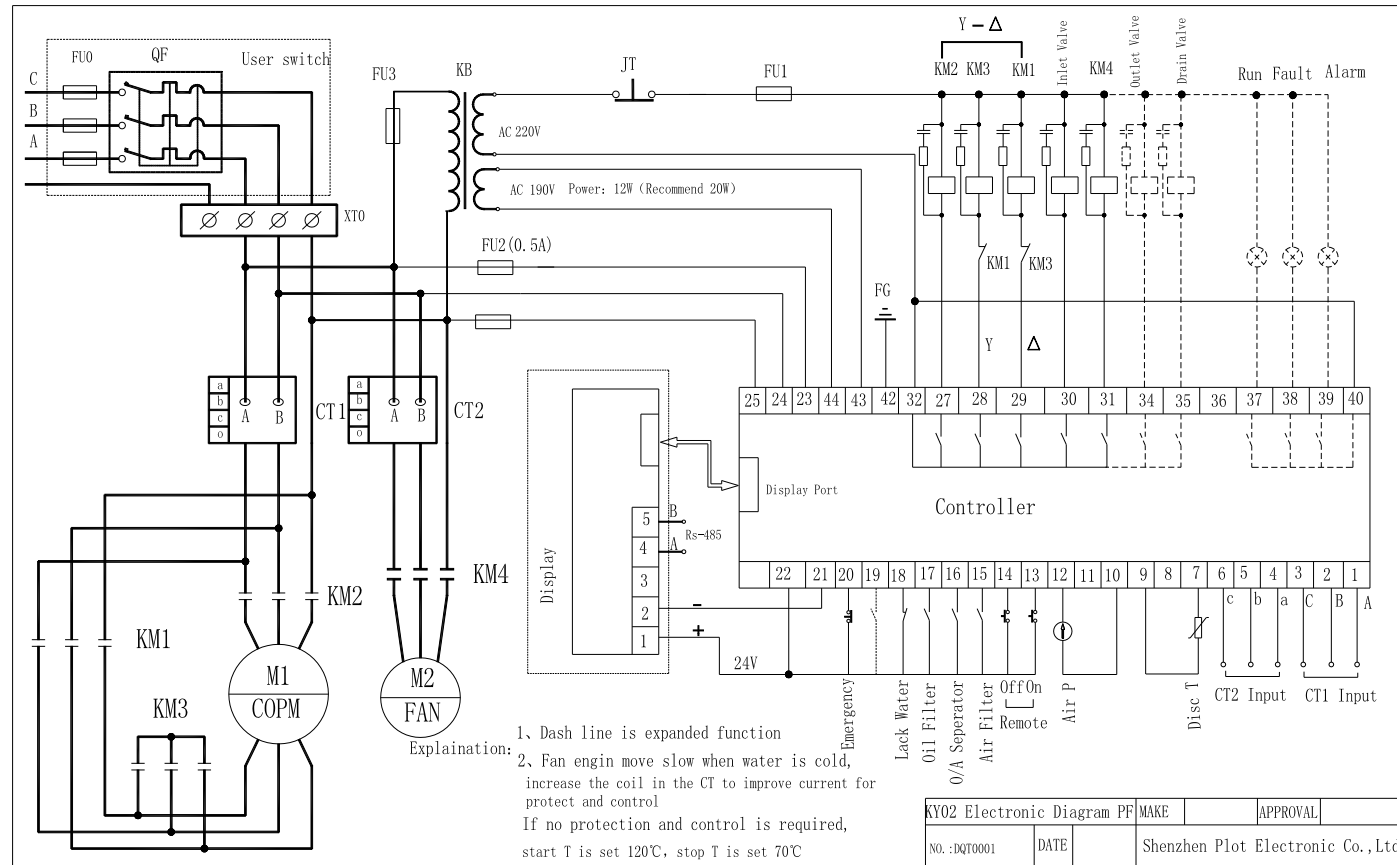 FU0
QF
User switch
C
B
A
XT0
FU3
KB
JT
FU1
AC 220V
AC 190V Power: 12W (Recommend 20W)
FU2(0.5A)
Y — Δ
KM2 KM3 KM1 Inlet Valve KM4 Outlet Valve Drain Valve
Run Fault Alarm
KM1
KM3
FG
Y Δ
a
b
c
o
A B
CT1
a
b
c
o
A B
CT2
25 24 23 44 43 42 32 27 28 29 30 31 34 35 36 37 38 39 40
Display Port
Controller
Display
5 B
Rs-485
4 A
3
2 -
1 +
24V
22 21 20 19 18 17 16 15 14 13 12 11 10 9 8 7 6 5 4 3 2 1
c b a C B A
CT2 Input CT1 Input
Emergency
Lack Water
Oil Filter
O/A Seperator
Air Filter
Off On
Remote
Air P
Disc T
KM1
KM2
KM3
KM4
M1
COPM
M2
FAN
Explaination:
1、Dash line is expanded function
2、Fan engin move slow when water is cold,
increase the coil in the CT to improve current for
protect and control
If no protection and control is required,
start T is set 120℃, stop T is set 70℃
KY02 Electronic Diagram PF MAKE APPROVAL
NO.:DQT0001 DATE Shenzhen Plot Electronic Co.,Ltd